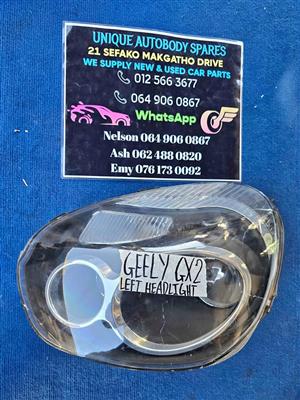 UNIQUE AUTOBODY SPARES
21 SEFAKO MAKGATHO DRIVE
WE SUPPLY NEW & USED CAR PARTS
012 566 3677
064 906 0867
WhatsApp
Nelson 064 906 0867
Ash 062 488 0820
Emy 076 173 0092
GEELY GX2
LEFT HEADLIGHT